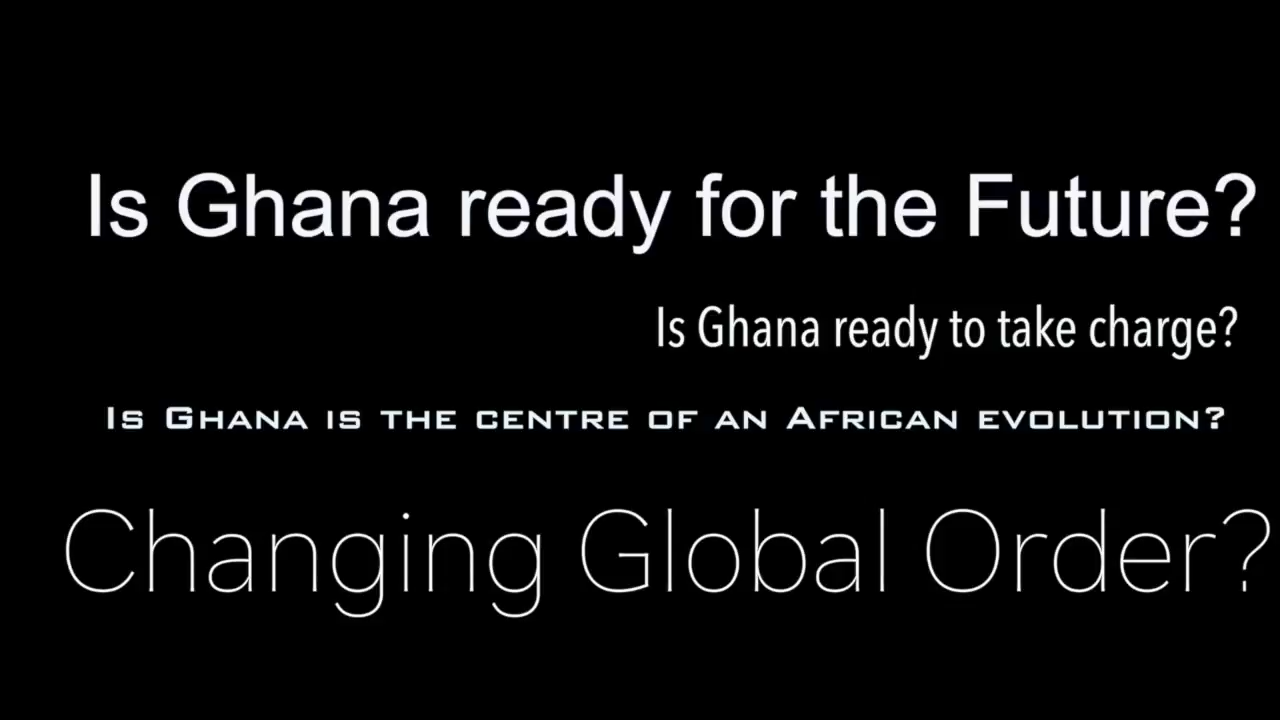 Is Ghana ready for the Future?
Is Ghana ready to take charge?
Is Ghana is the centre of an African evolution?
Changing Global Order?